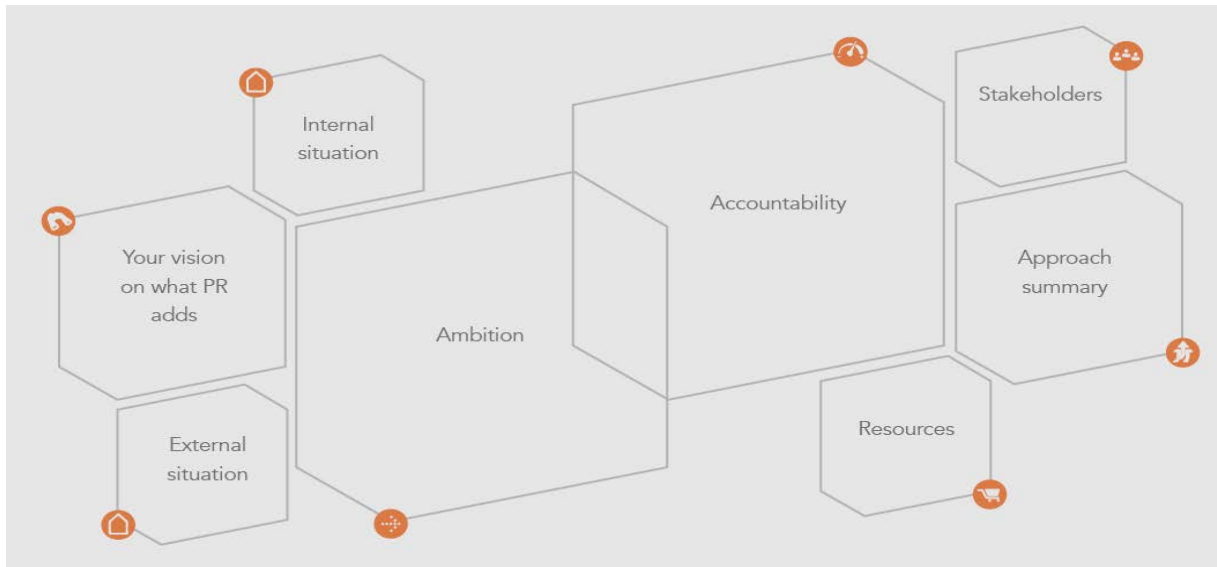 Internal
situation
Your vision
on what PR
adds
External
situation
Ambition
Accountability
Stakeholders
Approach
summary
Resources